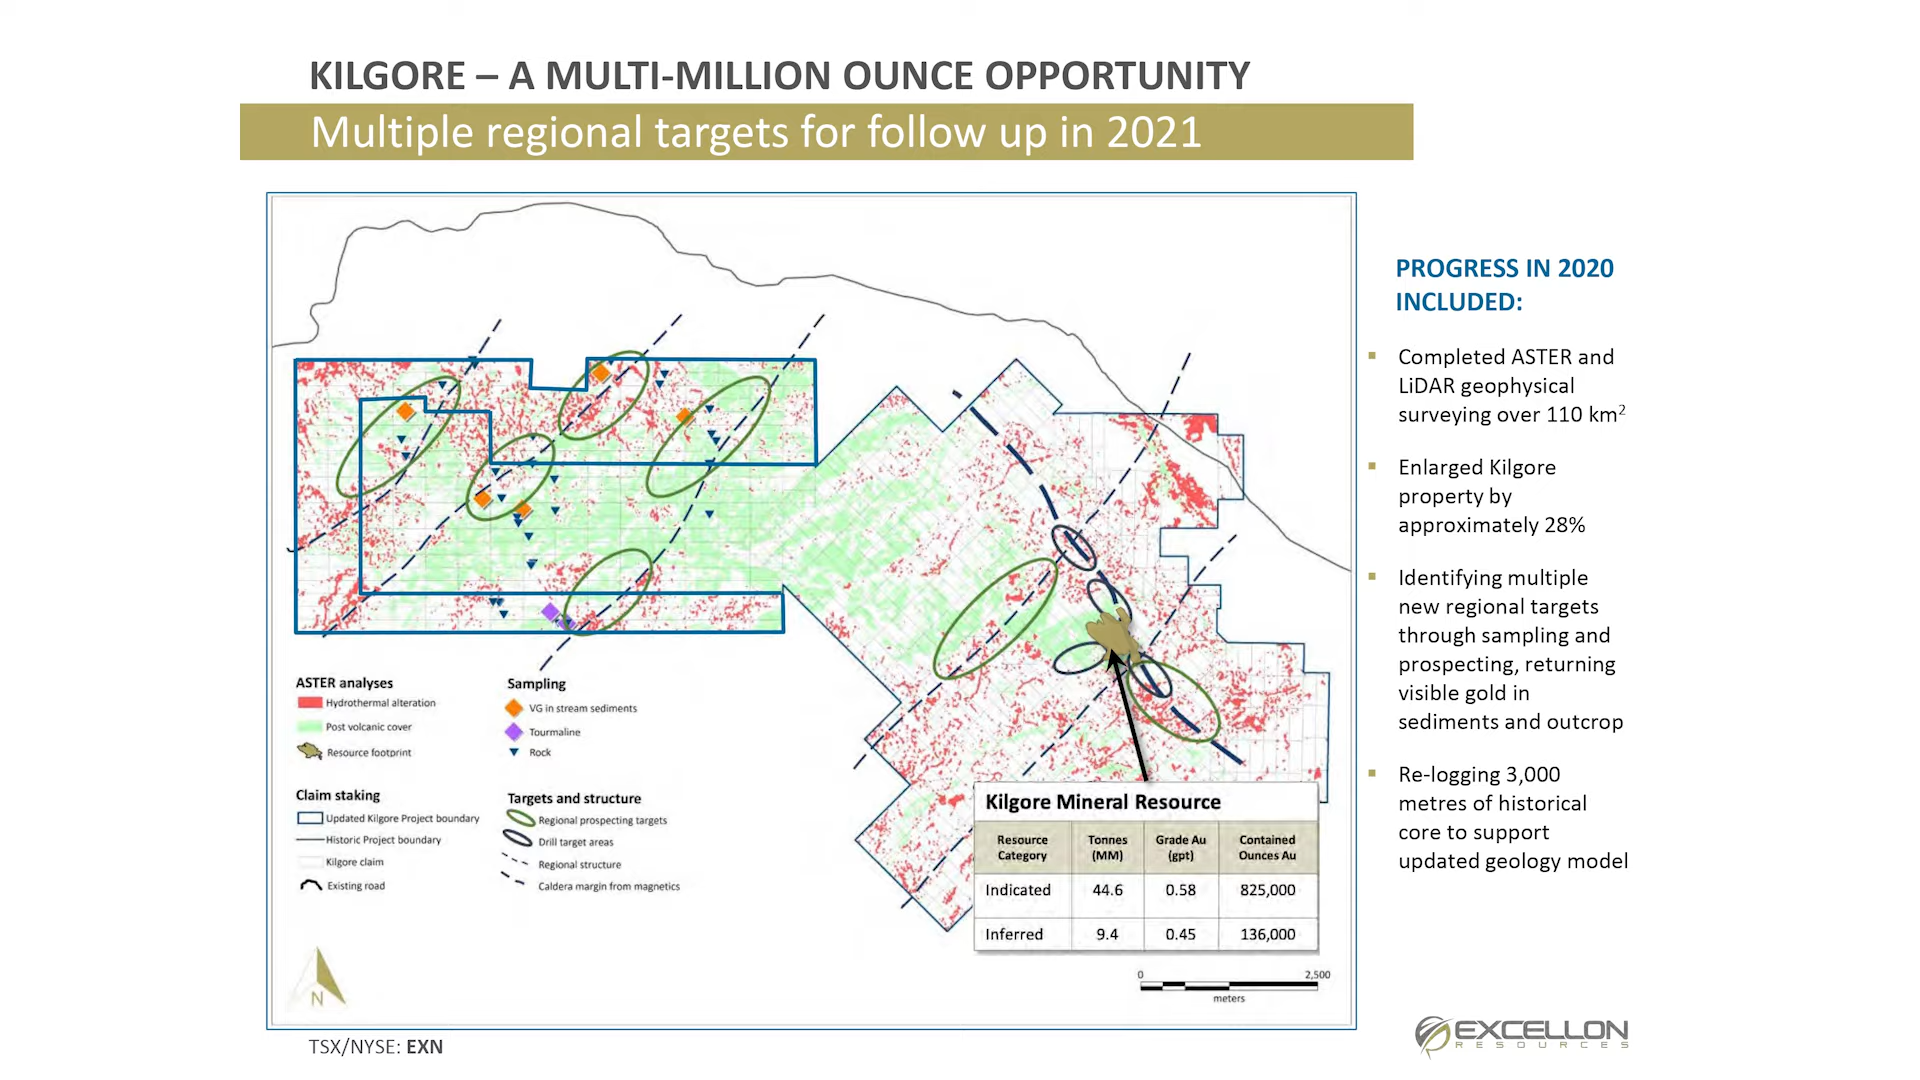 KILGORE – A MULTI-MILLION OUNCE OPPORTUNITY
Multiple regional targets for follow up in 2021
PROGRESS IN 2020
INCLUDED:
▪ Completed ASTER and
LiDAR geophysical
surveying over 110 km²
▪ Enlarged Kilgore
property by
approximately 28%
▪ Identifying multiple
new regional targets
through sampling and
prospecting, returning
visible gold in
sediments and outcrop
▪ Re-logging 3,000
metres of historical
core to support
updated geology model
ASTER analyses
Hydrothermal alteration
Post volcanic cover
Resource footprint
Sampling
VG in stream sediments
Tourmaline
Rock
Claim staking
Updated Kilgore Project boundary
Historic Project boundary
Kilgore claim
Existing road
Targets and structure
Regional prospecting targets
Drill target areas
Regional structure
Caldera margin from magnetics
Kilgore Mineral Resource
Resource Category Tonnes (MM) Grade Au (gpt) Contained Ounces Au
Indicated 44.6 0.58 825,000
Inferred 9.4 0.45 136,000
0 2,500
meters
N
TSX/NYSE: EXN
EXCELLON
RESOURCES